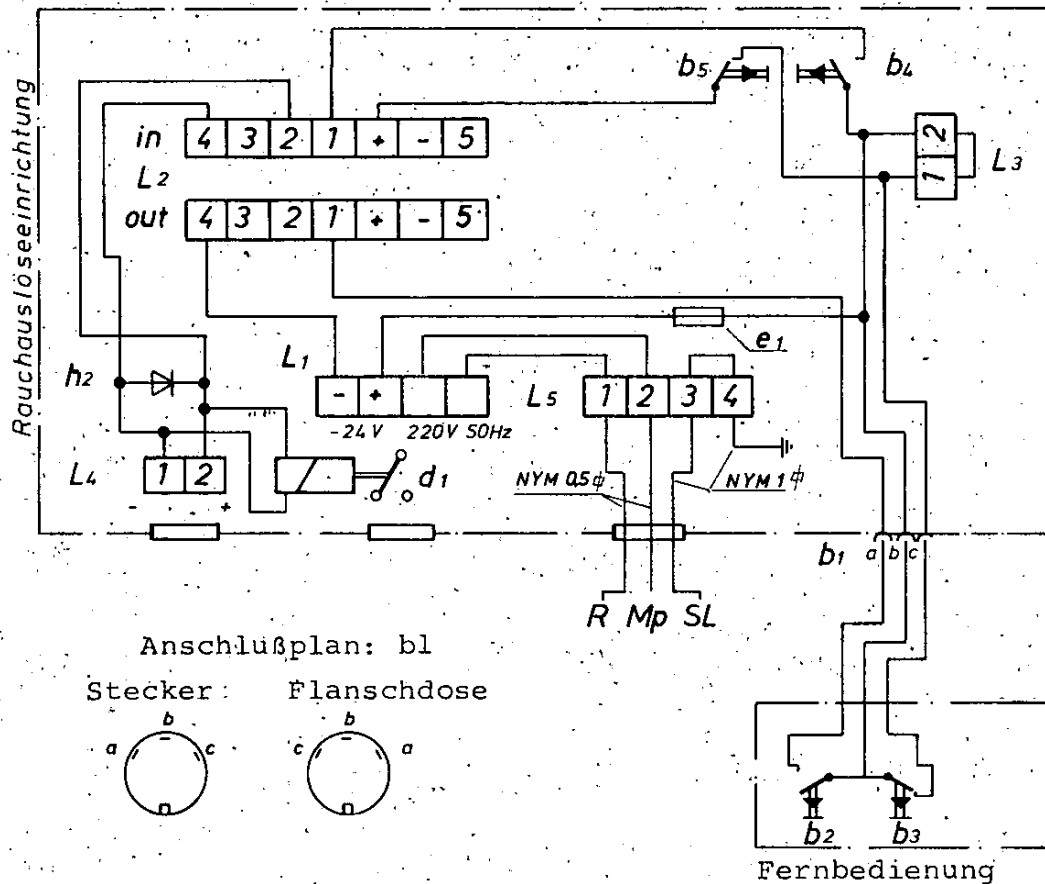 Rauchauslöseeinrichtung
b5
b4
in 4 3 2 1 + - 5
L2
out 4 3 2 1 + - 5
2
1
L3
e1
h2
L1
- +
-24V 220V 50Hz
L5
1 2 3 4
L4
1 2
- +
d1
NYM 0,5 ϕ
NYM 1 ϕ
b1 a b c
R Mp SL
Anschlußplan: bl
Stecker: Flanschdose
a b c
c b a
b2 b3
Fernbedienung